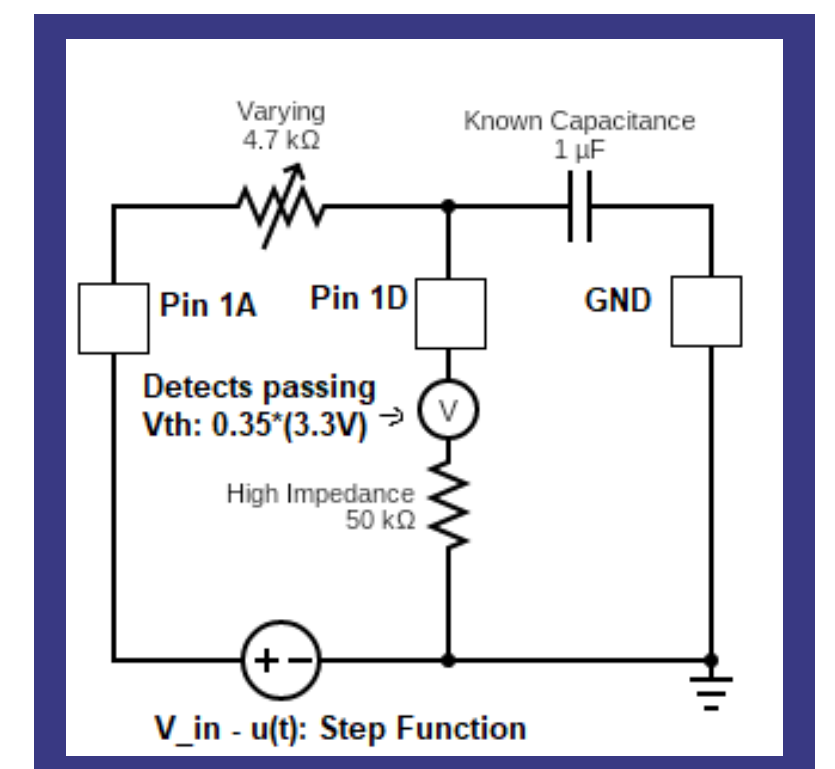 Varying
4.7 kΩ
Known Capacitance
1 µF
Pin 1A
Pin 1D
GND
Detects passing
Vth: 0.35*(3.3V)
V
High Impedance
50 kΩ
+ -
V_in - u(t): Step Function